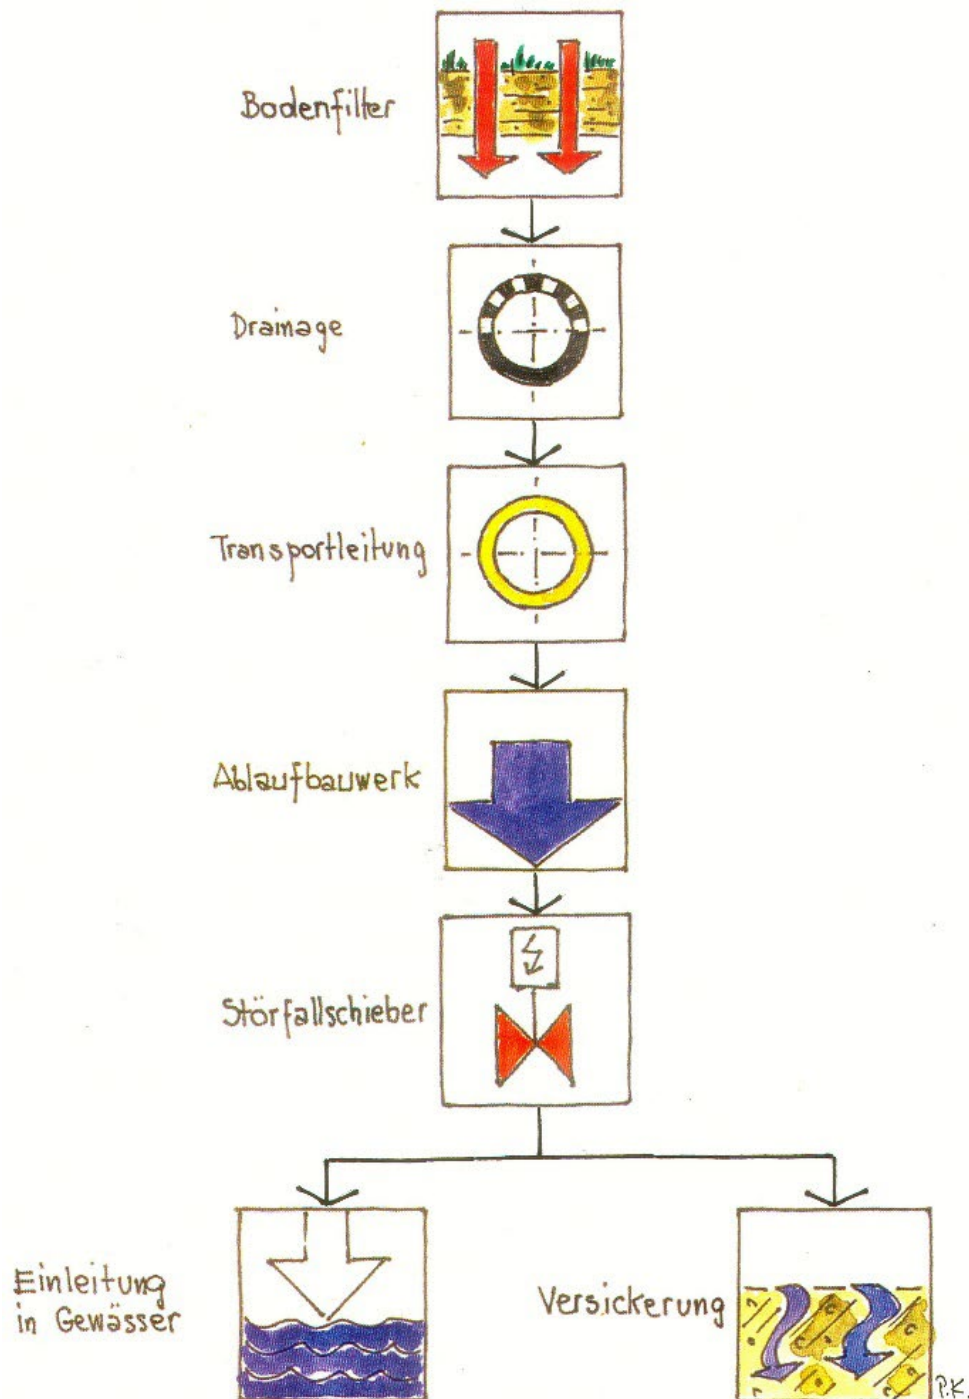 Bodenfilter
Drainage
Transportleitung
Ablaufbauwerk
Störfallschieber
Einleitung
in Gewässer
Versickerung
P.K.